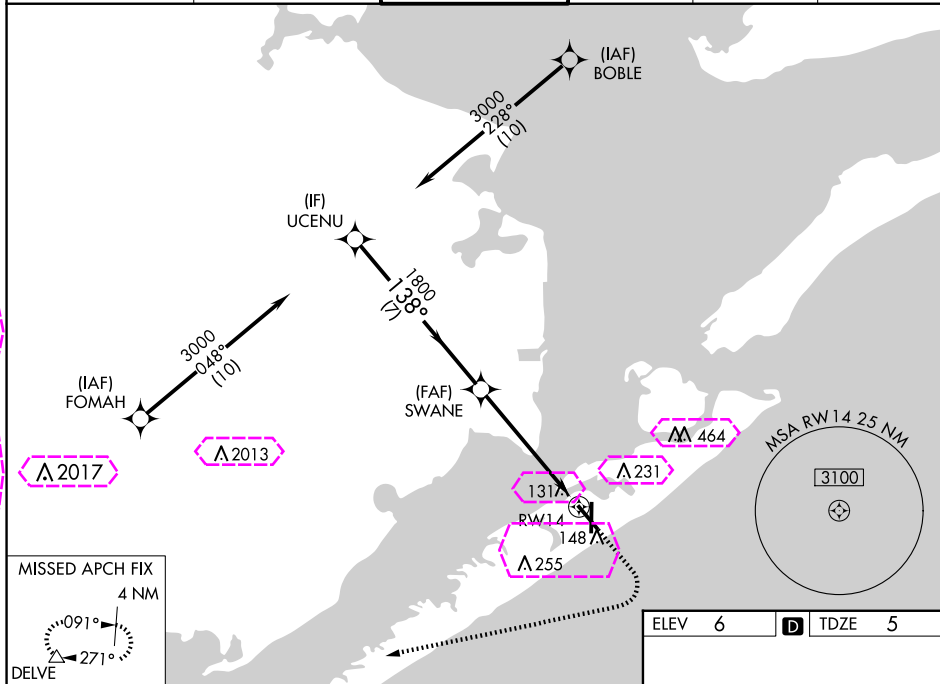 (IAF)
BOBLE
3000
228°
(10)
(IF)
UCENU
1800
138°
(7)
3000
048°
(10)
(IAF)
FOMAH
(FAF)
SWANE
2017
2013
464
231
131
RW14
148
255
MSA RW14 25 NM
3100
MISSED APCH FIX
4 NM
091°
271°
DELVE
ELEV 6 D TDZE 5